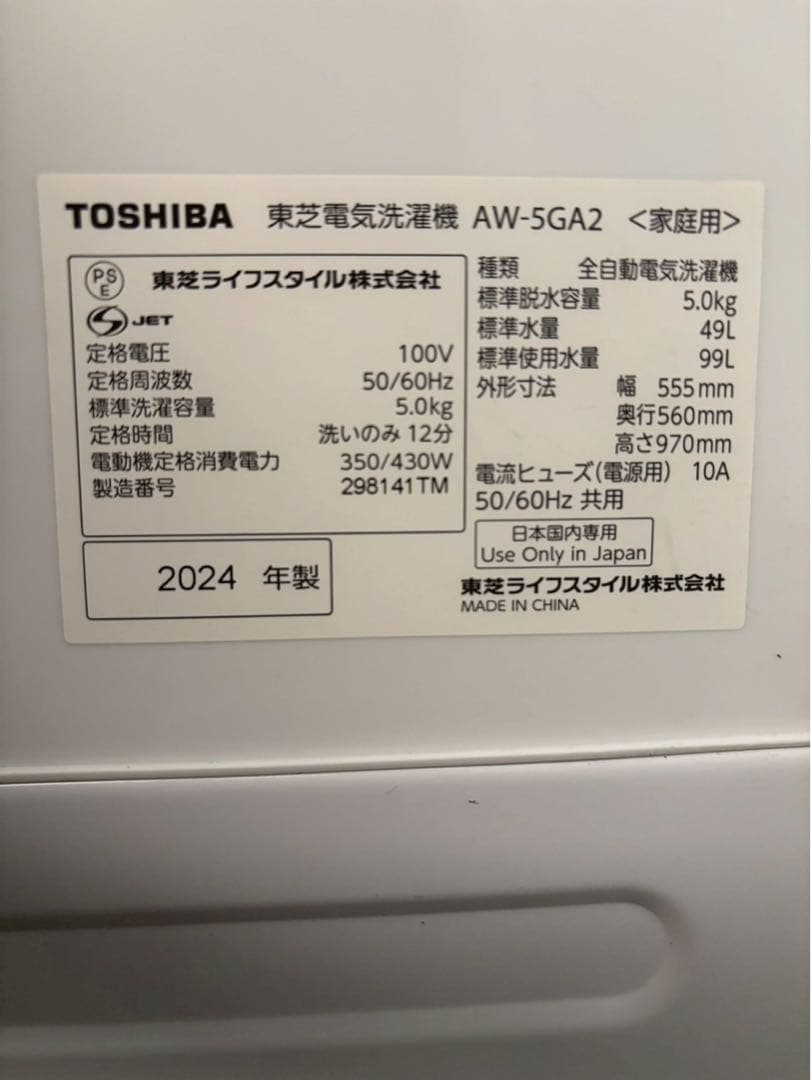 TOSHIBA 東芝電気洗濯機 AW-5GA2 <家庭用>
PSE 東芝ライフスタイル株式会社
JET
定格電圧 100V
定格周波数 50/60Hz
標準洗濯容量 5.0kg
定格時間 洗いのみ 12分
電動機定格消費電力 350/430W
製造番号 298141TM
2024 年製
種類 全自動電気洗濯機
標準脱水容量 5.0kg
標準水量 49L
標準使用水量 99L
外形寸法 幅 555mm
奥行560mm
高さ970mm
電流ヒューズ(電源用) 10A
50/60Hz 共用
日本国内専用
Use Only in Japan
東芝ライフスタイル株式会社
MADE IN CHINA